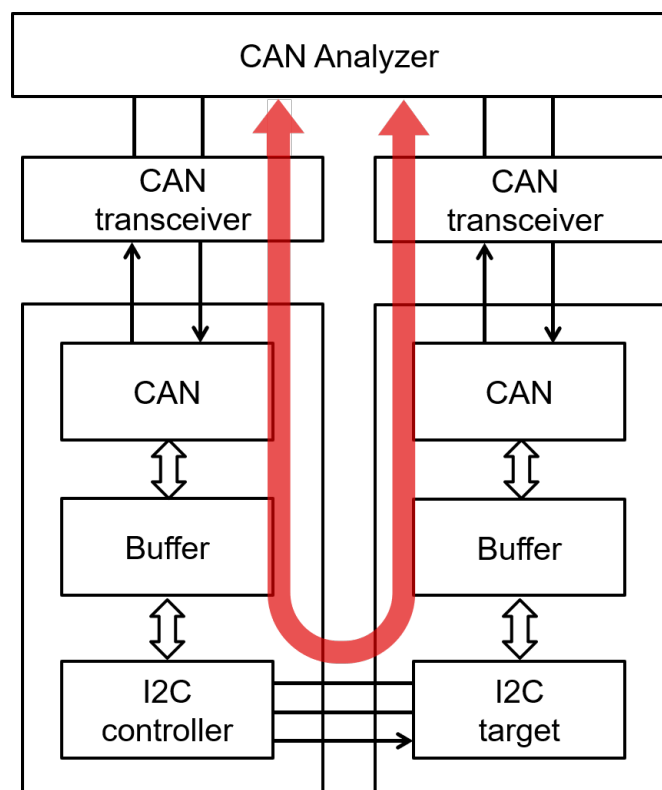 CAN Analyzer
CAN
transceiver
CAN
transceiver
CAN
CAN
Buffer
Buffer
I2C
controller
I2C
target